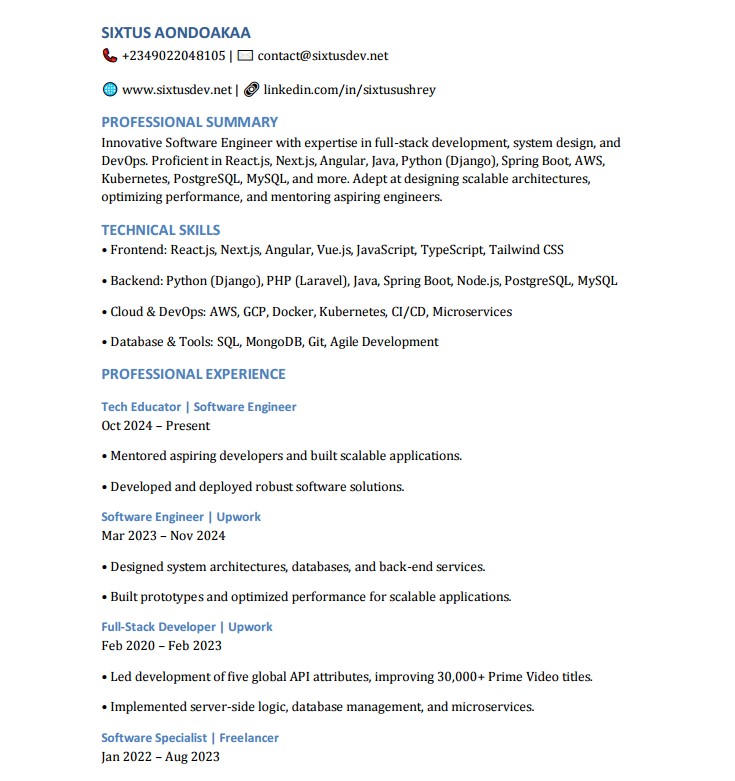 SIXTUS AONDOAKAA
📞 +2349022048105 | ✉️ contact@sixtusdev.net
🌐 www.sixtusdev.net | 🔗 linkedin.com/in/sixtusushrey
PROFESSIONAL SUMMARY
Innovative Software Engineer with expertise in full-stack development, system design, and
DevOps. Proficient in React.js, Next.js, Angular, Java, Python (Django), Spring Boot, AWS,
Kubernetes, PostgreSQL, MySQL, and more. Adept at designing scalable architectures,
optimizing performance, and mentoring aspiring engineers.
TECHNICAL SKILLS
• Frontend: React.js, Next.js, Angular, Vue.js, JavaScript, TypeScript, Tailwind CSS
• Backend: Python (Django), PHP (Laravel), Java, Spring Boot, Node.js, PostgreSQL, MySQL
• Cloud & DevOps: AWS, GCP, Docker, Kubernetes, CI/CD, Microservices
• Database & Tools: SQL, MongoDB, Git, Agile Development
PROFESSIONAL EXPERIENCE
Tech Educator | Software Engineer
Oct 2024 – Present
• Mentored aspiring developers and built scalable applications.
• Developed and deployed robust software solutions.
Software Engineer | Upwork
Mar 2023 – Nov 2024
• Designed system architectures, databases, and back-end services.
• Built prototypes and optimized performance for scalable applications.
Full-Stack Developer | Upwork
Feb 2020 – Feb 2023
• Led development of five global API attributes, improving 30,000+ Prime Video titles.
• Implemented server-side logic, database management, and microservices.
Software Specialist | Freelancer
Jan 2022 – Aug 2023